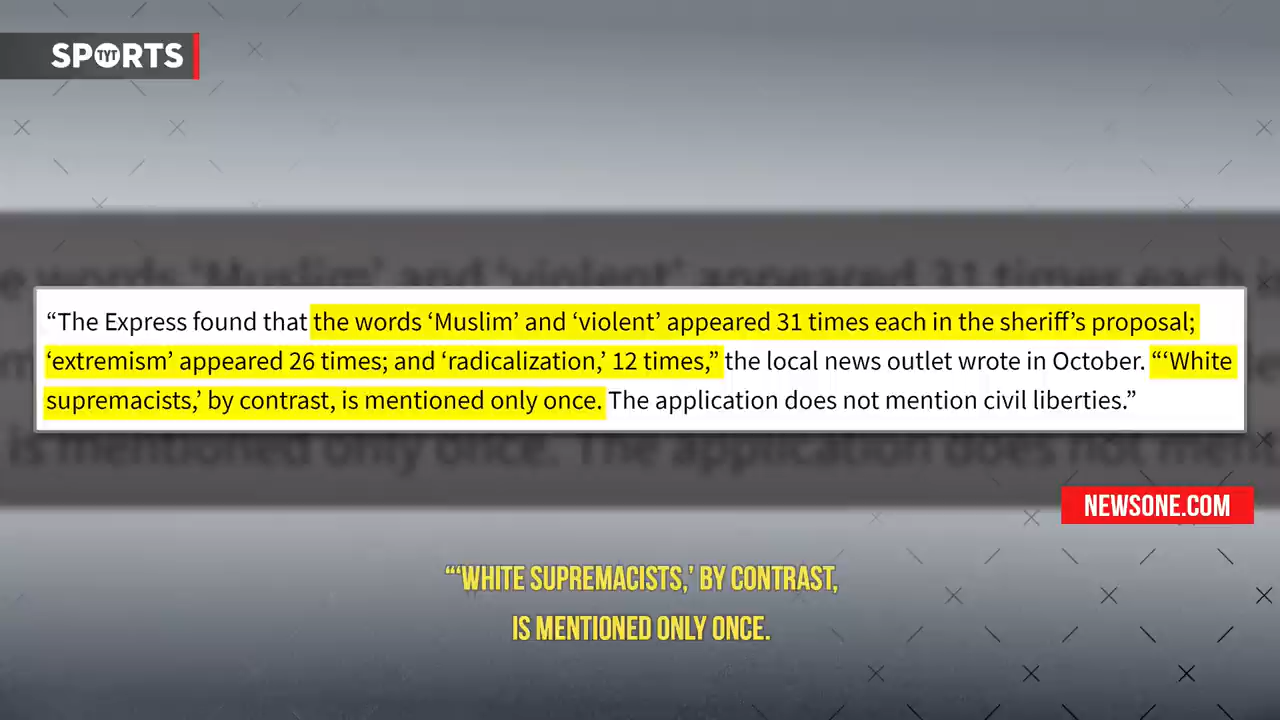 SPORTS
TYT
“The Express found that the words ‘Muslim’ and ‘violent’ appeared 31 times each in the sheriff’s proposal;
‘extremism’ appeared 26 times; and ‘radicalization,’ 12 times,” the local news outlet wrote in October. “‘White
supremacists,’ by contrast, is mentioned only once. The application does not mention civil liberties.”
NEWSONE.COM
“‘WHITE SUPREMACISTS,’ BY CONTRAST,
IS MENTIONED ONLY ONCE.